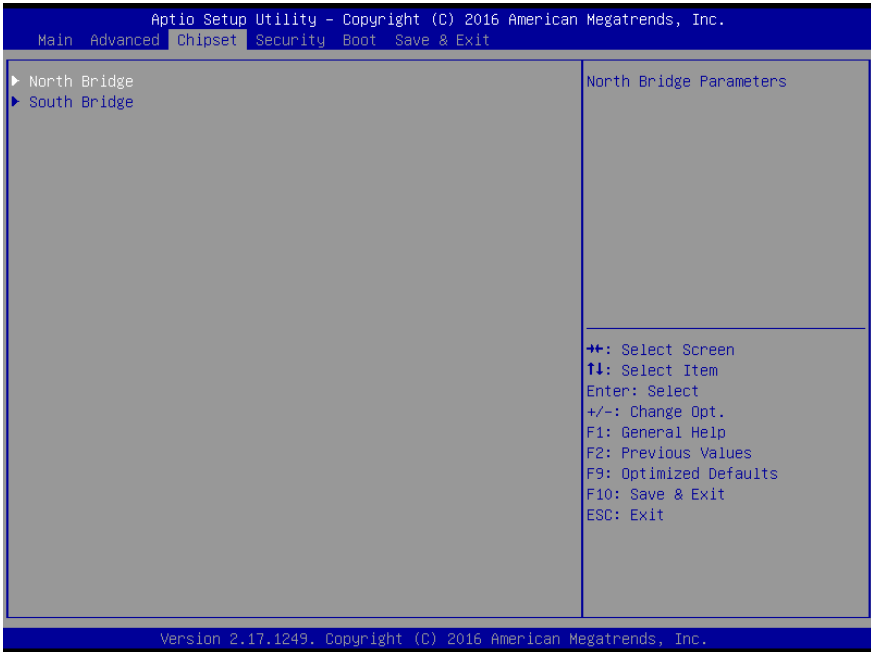 Aptio Setup Utility – Copyright (C) 2016 American Megatrends, Inc.
Main Advanced Chipset Security Boot Save & Exit
▶ North Bridge
▶ South Bridge
North Bridge Parameters
→←: Select Screen
↑↓: Select Item
Enter: Select
+/-: Change Opt.
F1: General Help
F2: Previous Values
F9: Optimized Defaults
F10: Save & Exit
ESC: Exit
Version 2.17.1249. Copyright (C) 2016 American Megatrends, Inc.